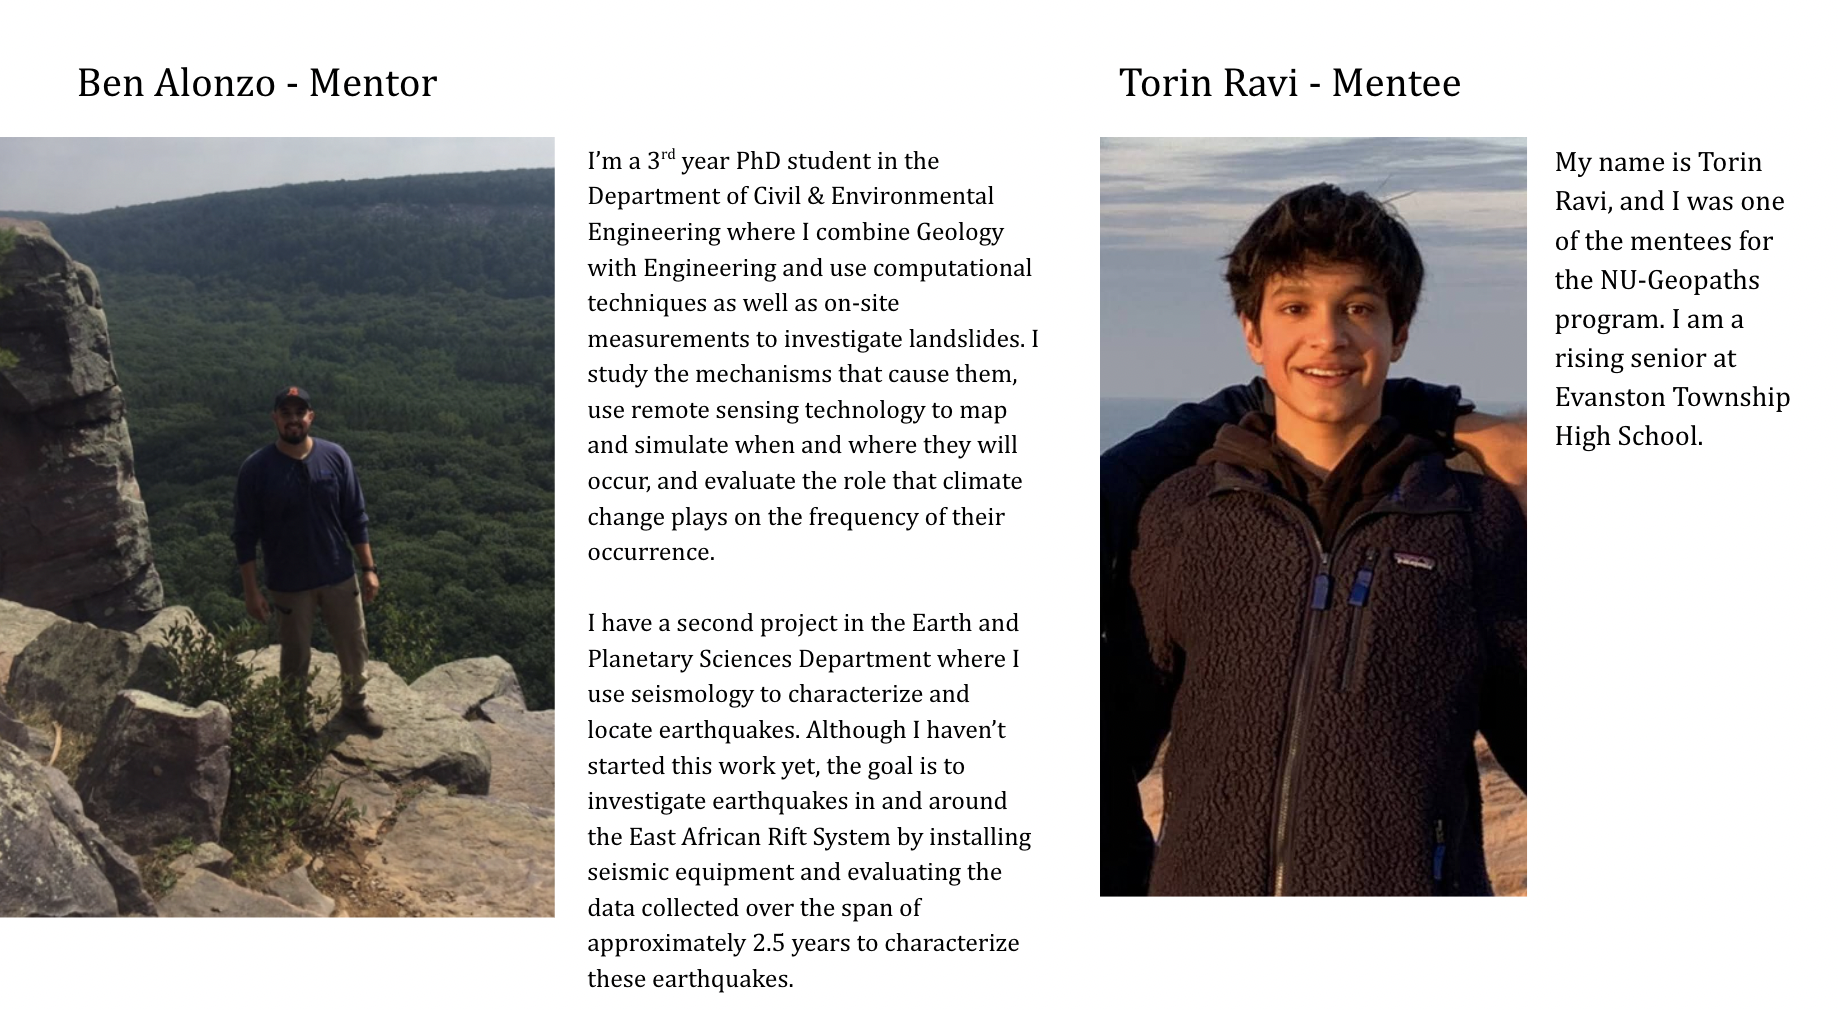 Ben Alonzo - Mentor
I’m a 3rd year PhD student in the
Department of Civil & Environmental
Engineering where I combine Geology
with Engineering and use computational
techniques as well as on-site
measurements to investigate landslides. I
study the mechanisms that cause them,
use remote sensing technology to map
and simulate when and where they will
occur, and evaluate the role that climate
change plays on the frequency of their
occurrence.
I have a second project in the Earth and
Planetary Sciences Department where I
use seismology to characterize and
locate earthquakes. Although I haven’t
started this work yet, the goal is to
investigate earthquakes in and around
the East African Rift System by installing
seismic equipment and evaluating the
data collected over the span of
approximately 2.5 years to characterize
these earthquakes.
Torin Ravi - Mentee
My name is Torin
Ravi, and I was one
of the mentees for
the NU-Geopaths
program. I am a
rising senior at
Evanston Township
High School.